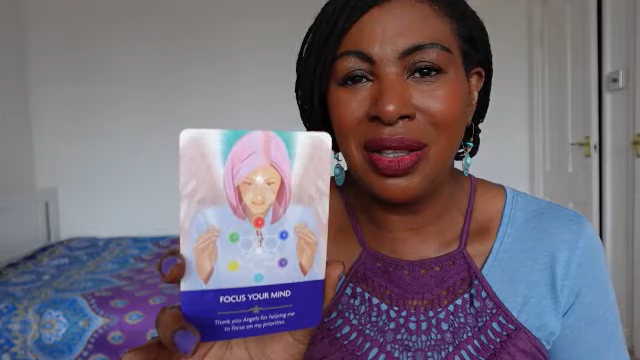 FOCUS YOUR MIND
Thank you Angels for helping me
to focus on my priorities.